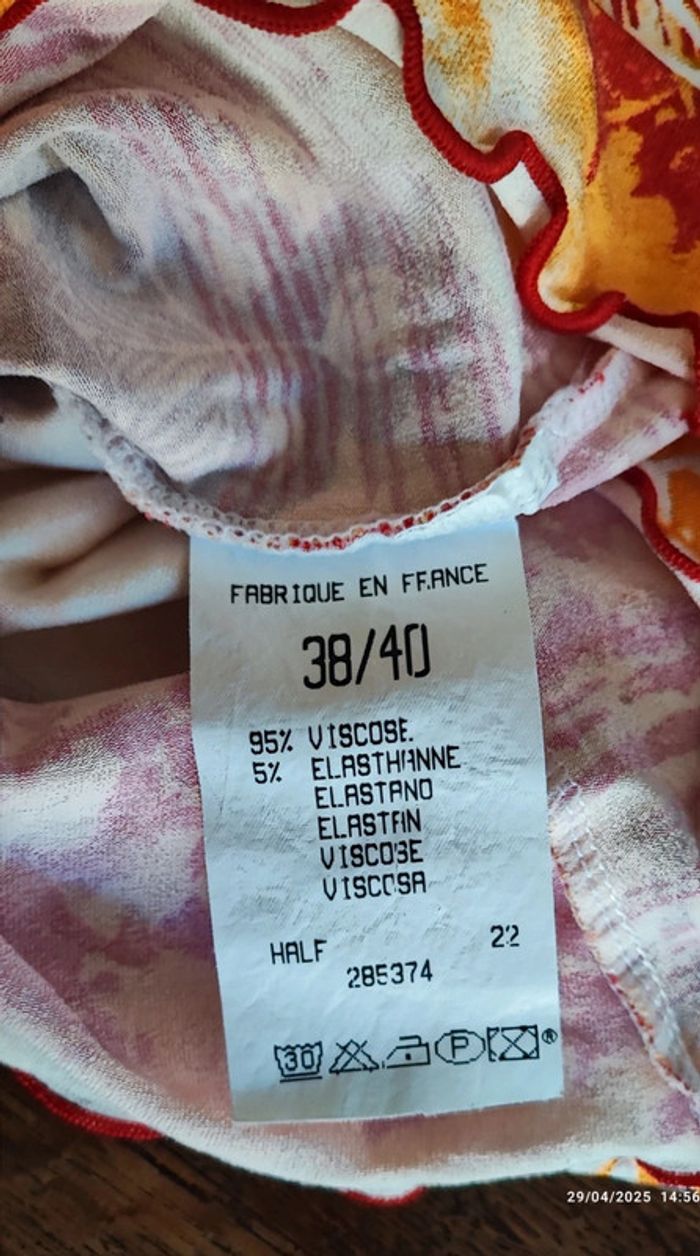 FABRIQUE EN FRANCE
38/40
95% VISCOSE
5% ELASTHANNE
ELASTANO
ELASTAN
VISCOSE
VISCOSA
HALF 22
285374
30 P ®
29/04/2025 14:56